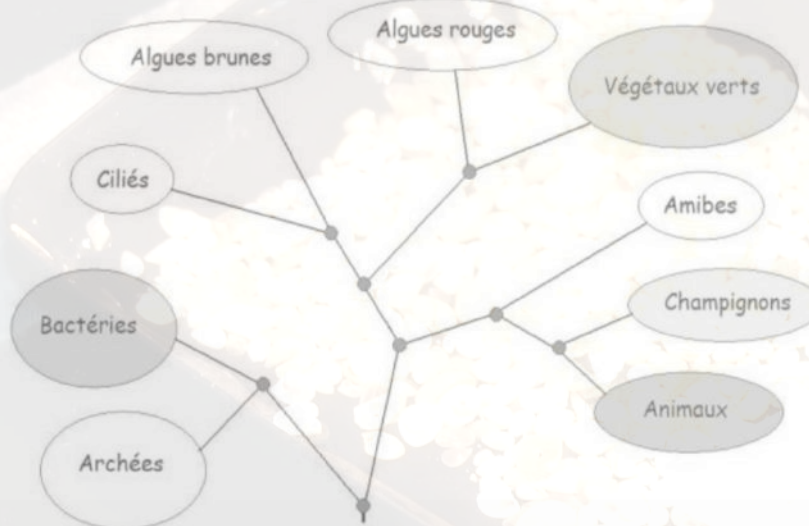 Algues rouges
Algues brunes
Végétaux verts
Ciliés
Amibes
Champignons
Bactéries
Animaux
Archées